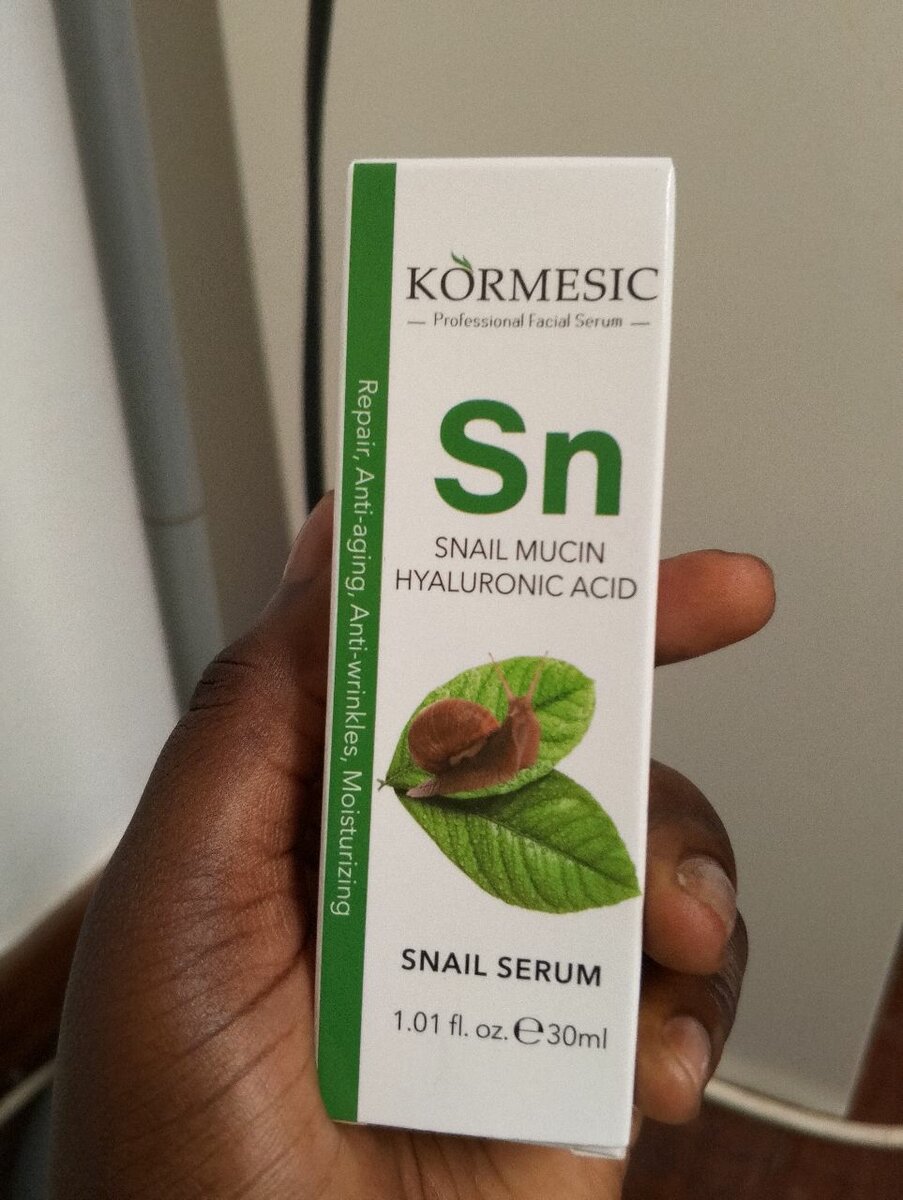 KORMESIC
— Professional Facial Serum —
Sn
SNAIL MUCIN
HYALURONIC ACID
SNAIL SERUM
1.01 fl. oz. ℮ 30ml
Repair, Anti-aging, Anti-wrinkles, Moisturizing